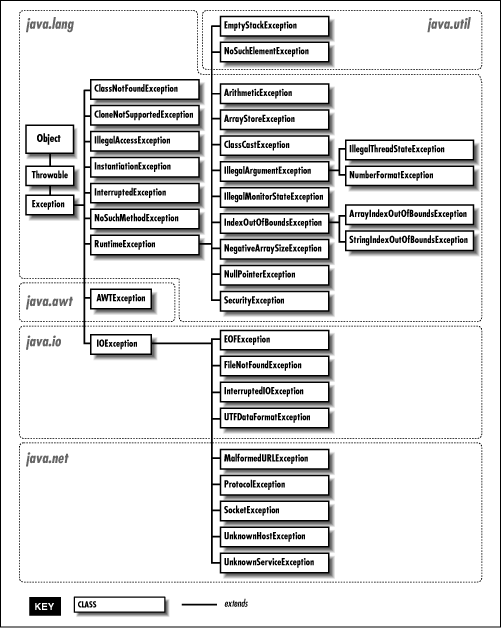 java.lang
EmptyStackException
java.util
NoSuchElementException
ClassNotFoundException
ArithmeticException
CloneNotSupportedException
ArrayStoreException
Object
IllegalAccessException
ClassCastException
IllegalThreadStateException
Throwable
InstantiationException
IllegalArgumentException
NumberFormatException
Exception
InterruptedException
IllegalMonitorStateException
NoSuchMethodException
IndexOutOfBoundsException
ArrayIndexOutOfBoundsException
RuntimeException
NegativeArraySizeException
StringIndexOutOfBoundsException
NullPointerException
java.awt
AWTException
SecurityException
java.io
IOException
EOFException
FileNotFoundException
InterruptedIOException
UTFDataFormatException
java.net
MalformedURLException
ProtocolException
SocketException
UnknownHostException
UnknownServiceException
KEY
CLASS
extends